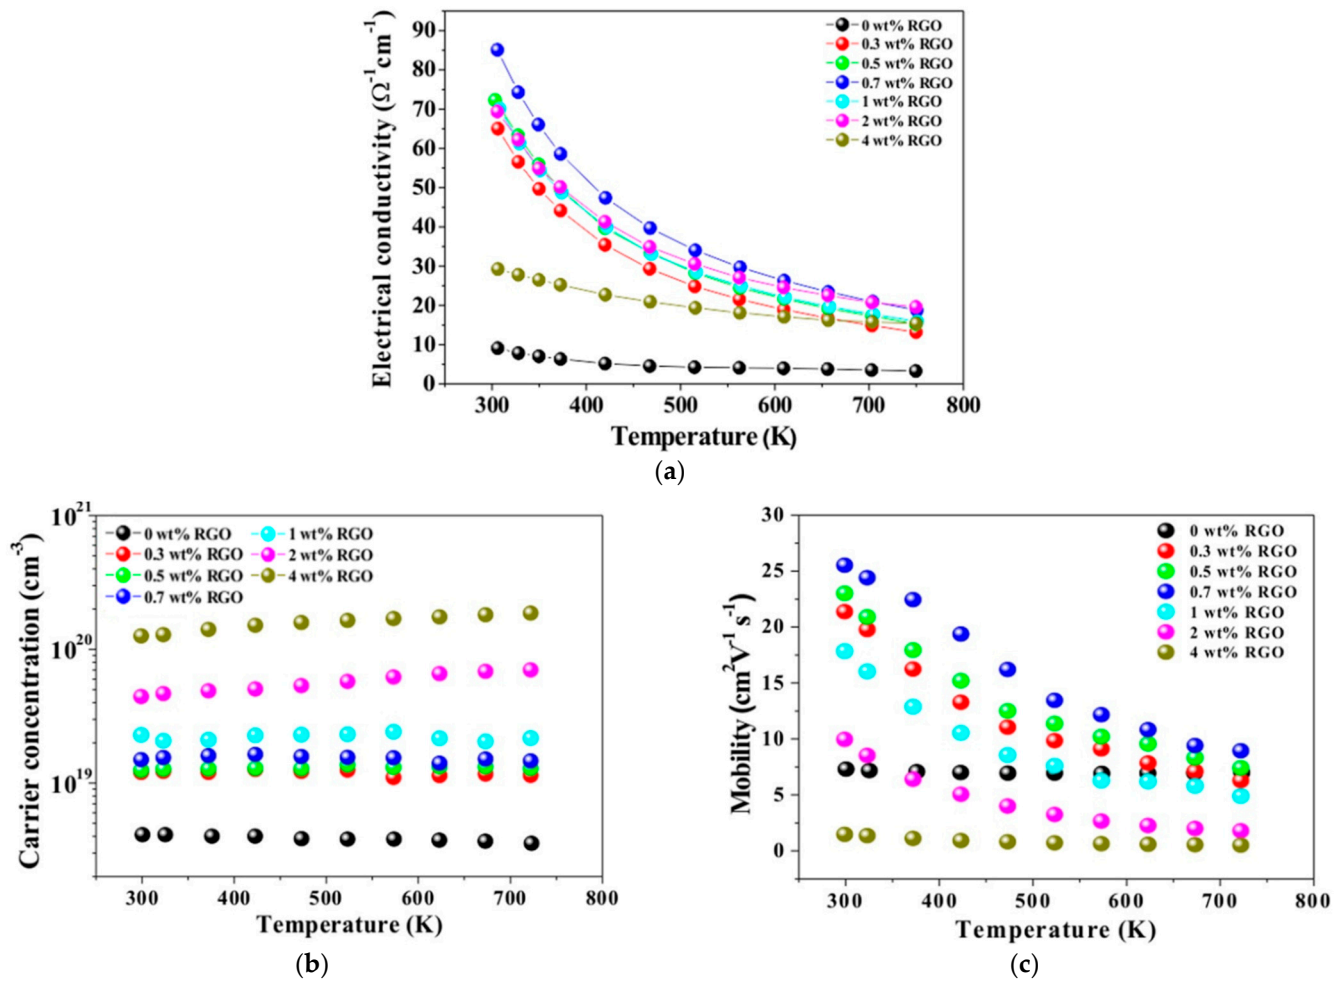 Electrical conductivity (Ω⁻¹cm⁻¹)
90
80
70
60
50
40
30
20
10
0
0 wt% RGO
0.3 wt% RGO
0.5 wt% RGO
0.7 wt% RGO
1 wt% RGO
2 wt% RGO
4 wt% RGO
300 400 500 600 700 800
Temperature (K)
(a)
Carrier concentration (cm⁻³)
10²¹
10²⁰
10¹⁹
0 wt% RGO 1 wt% RGO
0.3 wt% RGO 2 wt% RGO
0.5 wt% RGO 4 wt% RGO
0.7 wt% RGO
300 400 500 600 700 800
Temperature (K)
(b)
Mobility (cm²V⁻¹ s⁻¹)
30
25
20
15
10
5
0
0 wt% RGO
0.3 wt% RGO
0.5 wt% RGO
0.7 wt% RGO
1 wt% RGO
2 wt% RGO
4 wt% RGO
300 400 500 600 700 800
Temperature (K)
(c)